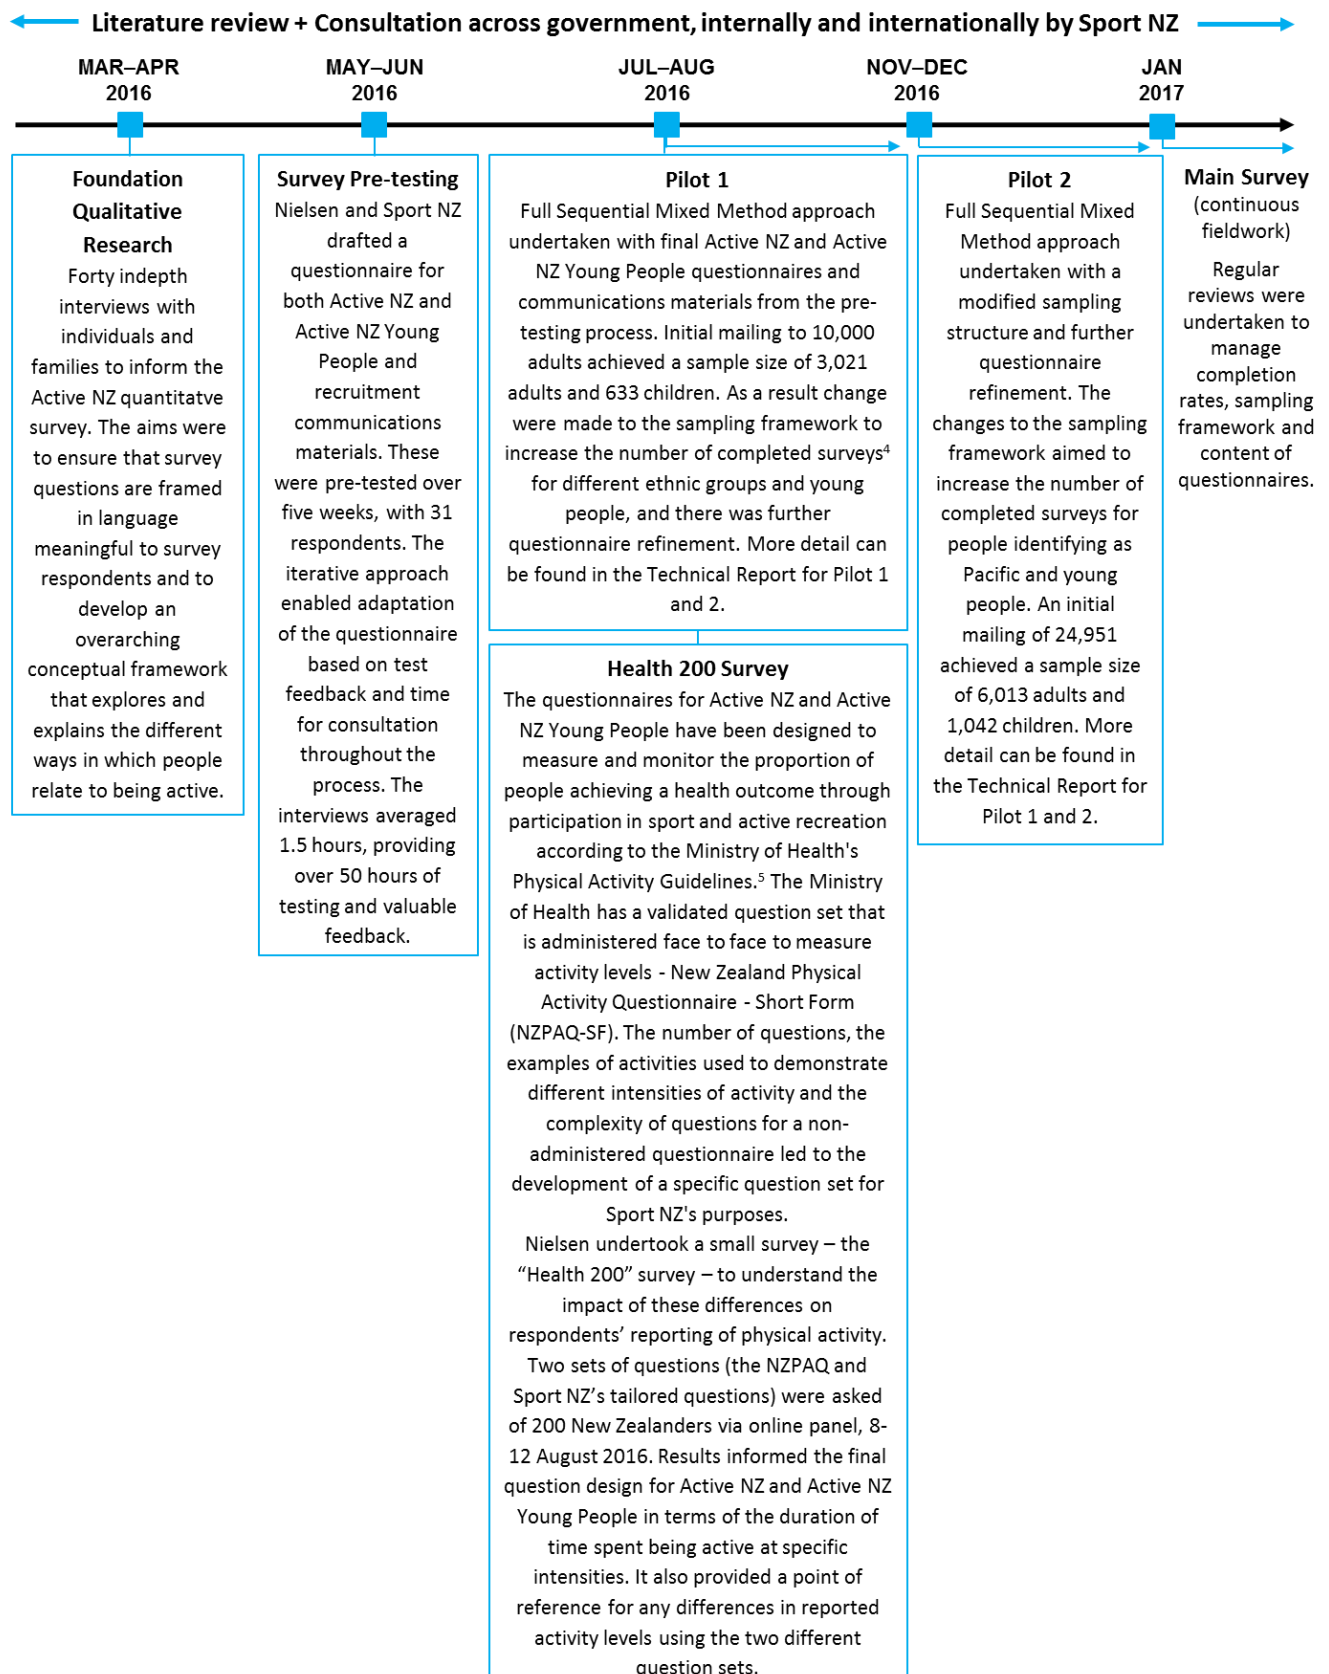 Literature review + Consultation across government, internally and internationally by Sport NZ
MAR–APR
2016
MAY–JUN
2016
JUL–AUG
2016
NOV–DEC
2016
JAN
2017
Foundation
Qualitative
Research
Forty indepth
interviews with
individuals and
families to inform the
Active NZ quantitatve
survey. The aims were
to ensure that survey
questions are framed
in language
meaningful to survey
respondents and to
develop an
overarching
conceptual framework
that explores and
explains the different
ways in which people
relate to being active.
Survey Pre-testing
Nielsen and Sport NZ
drafted a
questionnaire for
both Active NZ and
Active NZ Young
People and
recruitment
communications
materials. These
were pre-tested over
five weeks, with 31
respondents. The
iterative approach
enabled adaptation
of the questionnaire
based on test
feedback and time
for consultation
throughout the
process. The
interviews averaged
1.5 hours, providing
over 50 hours of
testing and valuable
feedback.
Pilot 1
Full Sequential Mixed Method approach
undertaken with final Active NZ and Active
NZ Young People questionnaires and
communications materials from the pre-
testing process. Initial mailing to 10,000
adults achieved a sample size of 3,021
adults and 633 children. As a result change
were made to the sampling framework to
increase the number of completed surveys⁴
for different ethnic groups and young
people, and there was further
questionnaire refinement. More detail can
be found in the Technical Report for Pilot 1
and 2.
Health 200 Survey
The questionnaires for Active NZ and Active
NZ Young People have been designed to
measure and monitor the proportion of
people achieving a health outcome through
participation in sport and active recreation
according to the Ministry of Health's
Physical Activity Guidelines.⁵ The Ministry
of Health has a validated question set that
is administered face to face to measure
activity levels - New Zealand Physical
Activity Questionnaire - Short Form
(NZPAQ-SF). The number of questions, the
examples of activities used to demonstrate
different intensities of activity and the
complexity of questions for a non-
administered questionnaire led to the
development of a specific question set for
Sport NZ's purposes.
Nielsen undertook a small survey – the
“Health 200” survey – to understand the
impact of these differences on
respondents’ reporting of physical activity.
Two sets of questions (the NZPAQ and
Sport NZ’s tailored questions) were asked
of 200 New Zealanders via online panel, 8-
12 August 2016. Results informed the final
question design for Active NZ and Active NZ
Young People in terms of the duration of
time spent being active at specific
intensities. It also provided a point of
reference for any differences in reported
activity levels using the two different
question sets.
Pilot 2
Full Sequential Mixed
Method approach
undertaken with a
modified sampling
structure and further
questionnaire
refinement. The
changes to the sampling
framework aimed to
increase the number of
completed surveys for
people identifying as
Pacific and young
people. An initial
mailing of 24,951
achieved a sample size
of 6,013 adults and
1,042 children. More
detail can be found in
the Technical Report for
Pilot 1 and 2.
Main Survey
(continuous
fieldwork)
Regular
reviews were
undertaken to
manage
completion
rates, sampling
framework and
content of
questionnaires.